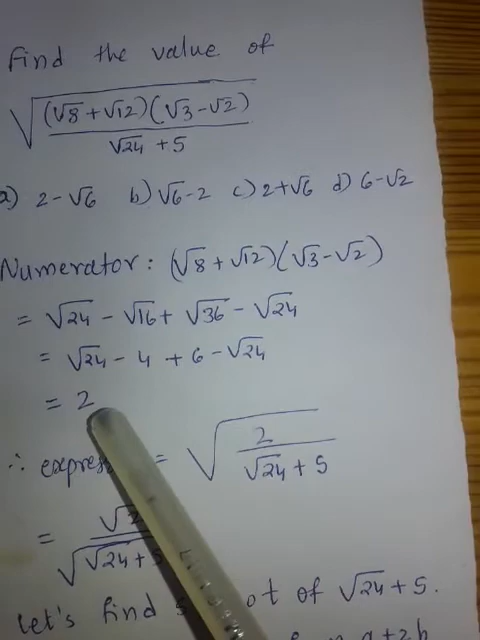 Find the value of
√((√8+√12)(√3-√2)/(√24+5))
a) 2-√6 b) √6-2 c) 2+√6 d) 6-√2
Numerator: (√8+√12)(√3-√2)
= √24 - √16 + √36 - √24
= √24 - 4 + 6 - √24
= 2
∴ = √(2/(√24+5))
= √2/√(√24+5)
Let's find of √24+5.